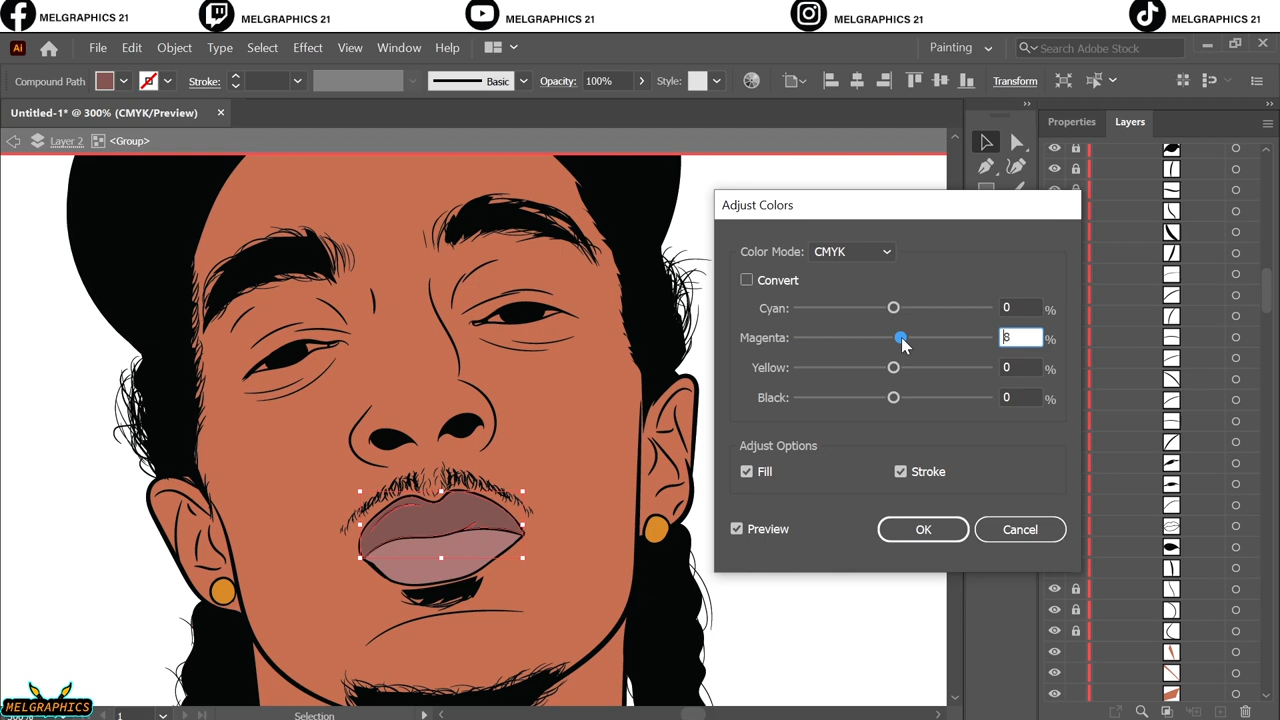 MELGRAPHICS 21
MELGRAPHICS 21
MELGRAPHICS 21
MELGRAPHICS 21
MELGRAPHICS 21
Ai File Edit Object Type Select Effect View Window Help Painting Search Adobe Stock
Compound Path Stroke: Basic Opacity: 100% Style: Transform
Untitled-1* @ 300% (CMYK/Preview)
Properties Layers
Layer 2 <Group>
Adjust Colors
Color Mode: CMYK
Convert
Cyan: 0 %
Magenta: 8 %
Yellow: 0 %
Black: 0 %
Adjust Options
Fill Stroke
Preview OK Cancel
MELGRAPHICS
1 Selection